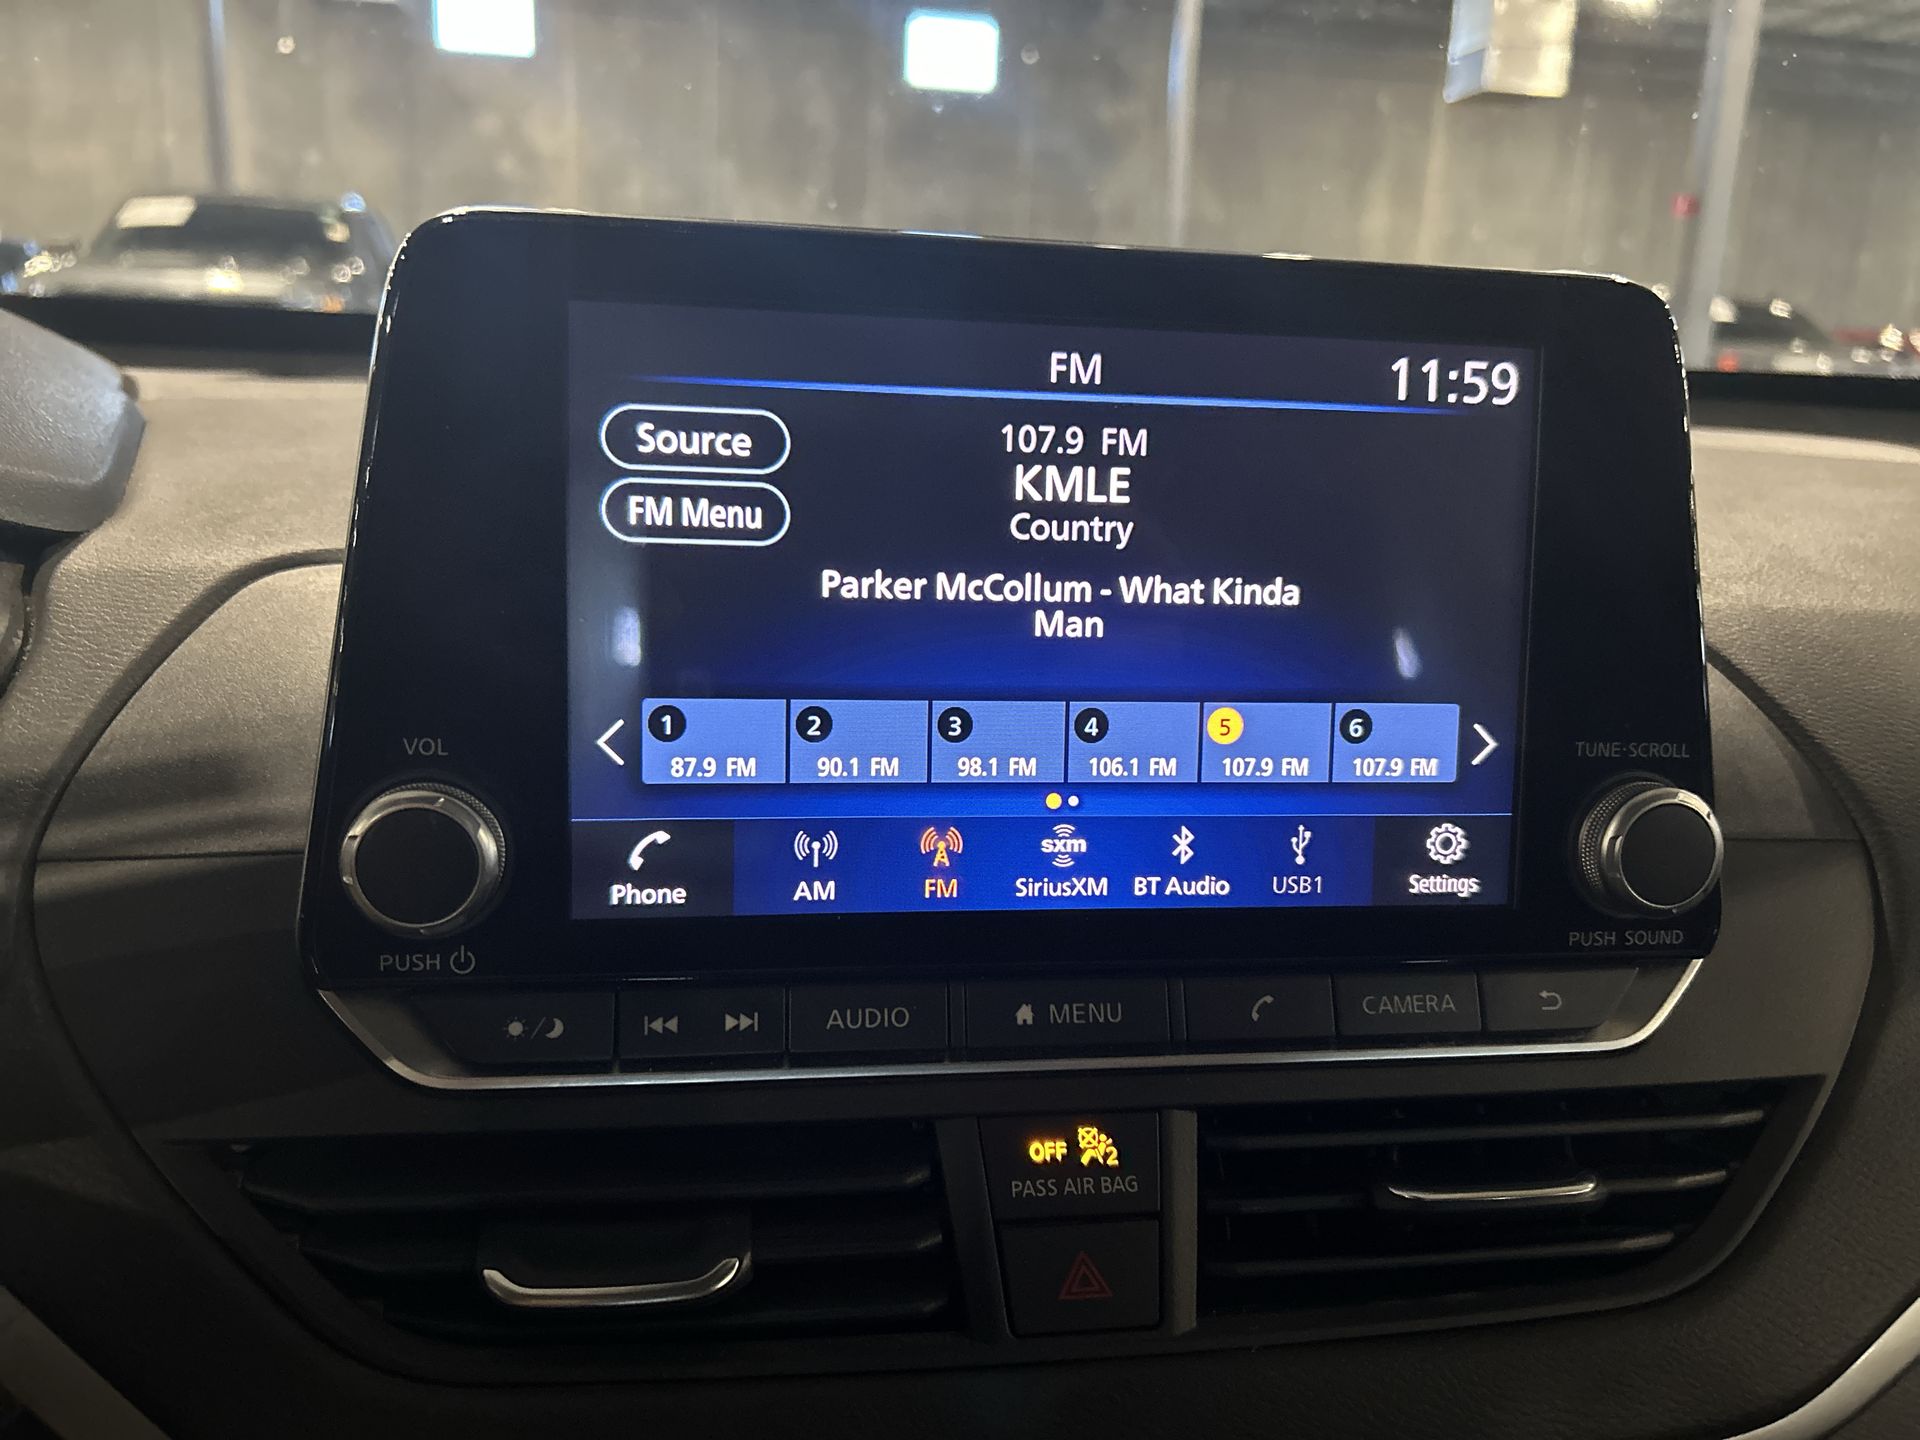 FM
11:59
Source
107.9 FM
KMLE
FM Menu
Country
Parker McCollum - What Kinda
Man
1
2
3
4
5
6
87.9 FM
90.1 FM
98.1 FM
106.1 FM
107.9 FM
107.9 FM
VOL
TUNE·SCROLL
sxm
Phone
AM
FM
SiriusXM
BT Audio
USB1
Settings
PUSH
PUSH SOUND
AUDIO
MENU
CAMERA
OFF
2
PASS AIR BAG